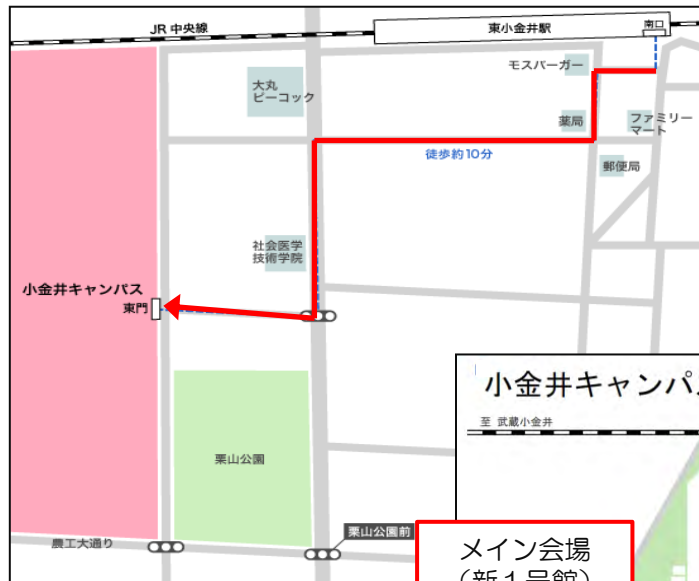 JR 中央線
東小金井駅
南口
モスバーガー
大丸
ピーコック
薬局
ファミリー
マート
徒歩約10分
郵便局
社会医学
技術学院
小金井キャンパス
東門
小金井キャンパ
至 武蔵小金井
栗山公園
栗山公園前
農工大通り
メイン会場
(新1号館)